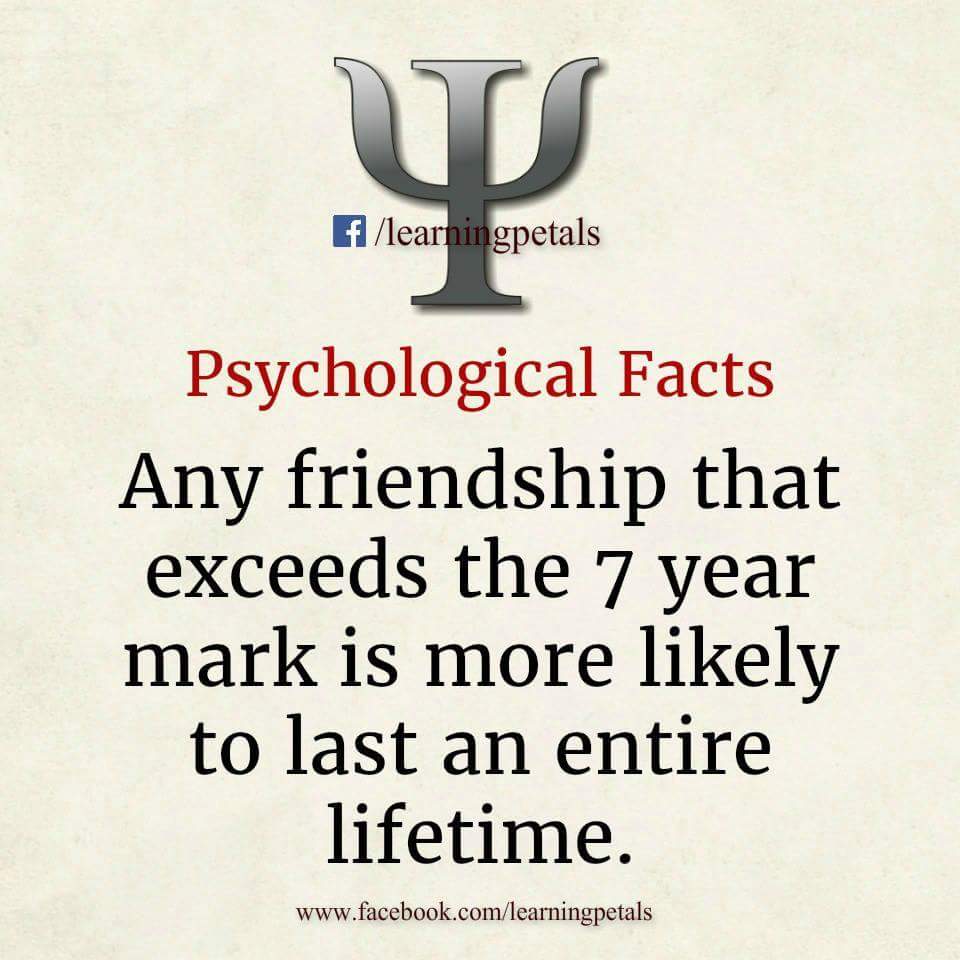 Ψ
/learningpetals
Psychological Facts
Any friendship that
exceeds the 7 year
mark is more likely
to last an entire
lifetime.
www.facebook.com/learningpetals